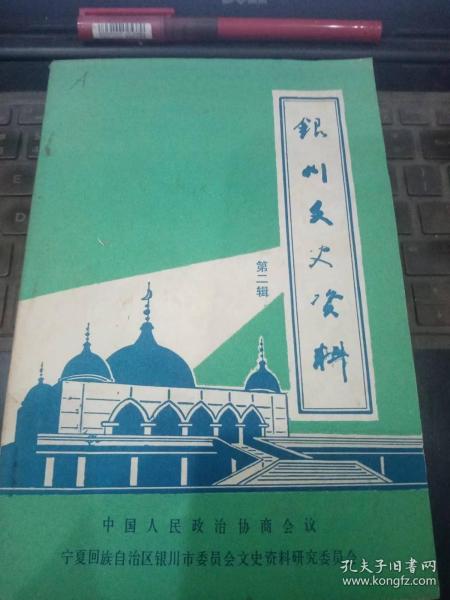 銀川文史资料
第二辑
中国人民政治协商会议
宁夏回族自治区银川市委员会文史资料研究委员会
孔夫子旧书网
kongfz.com